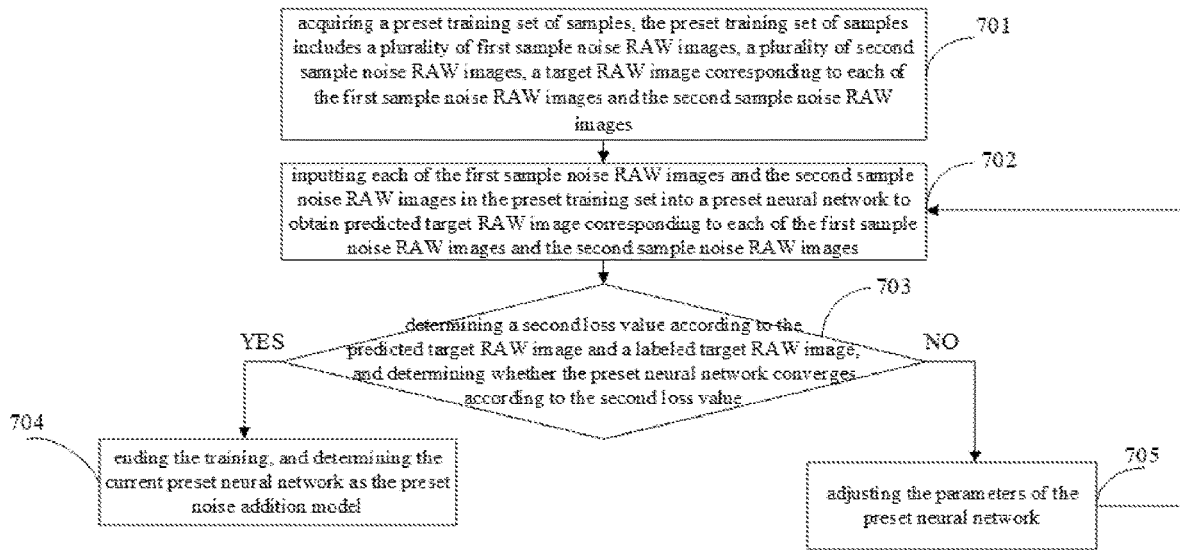 acquiring a preset training set of samples, the preset training set of samples
includes a plurality of first sample noise RAW images, a plurality of second
sample noise RAW images, a target RAW image corresponding to each of
the first sample noise RAW images and the second sample noise RAW
images
701
inputting each of the first sample noise RAW images and the second sample
noise RAW images in the preset training set into a preset neural network to
obtain predicted target RAW image corresponding to each of the first sample
noise RAW images and the second sample noise RAW images
702
703
YES
determining a second loss value according to the
predicted target RAW image and a labeled target RAW image,
and determining whether the preset neural network converges
according to the second loss value
NO
704
ending the training, and determining the
current preset neural network as the preset
noise addition model
705
adjusting the parameters of the
preset neural network